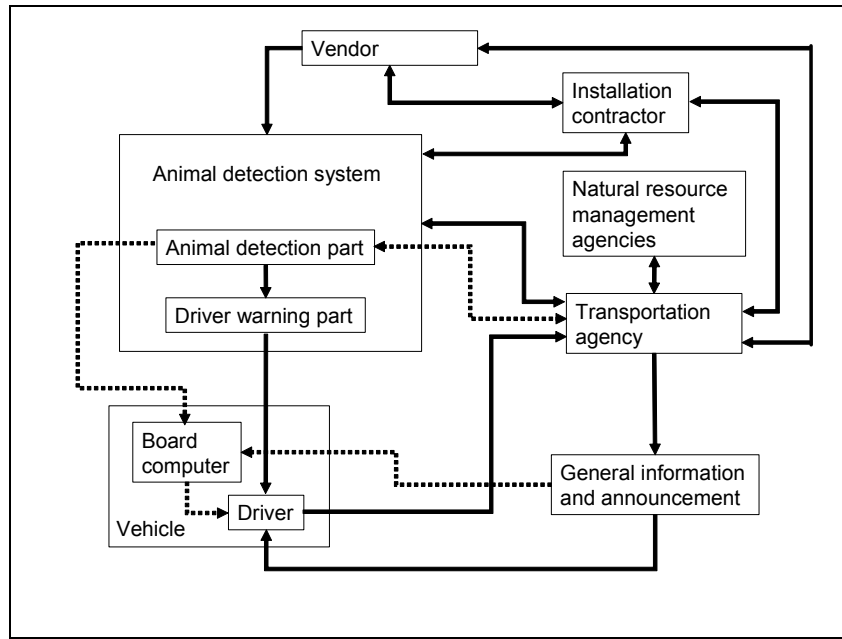 Vendor
Installation
contractor
Animal detection system
Natural resource
management
agencies
Animal detection part
Driver warning part
Transportation
agency
Board
computer
General information
and announcement
Driver
Vehicle